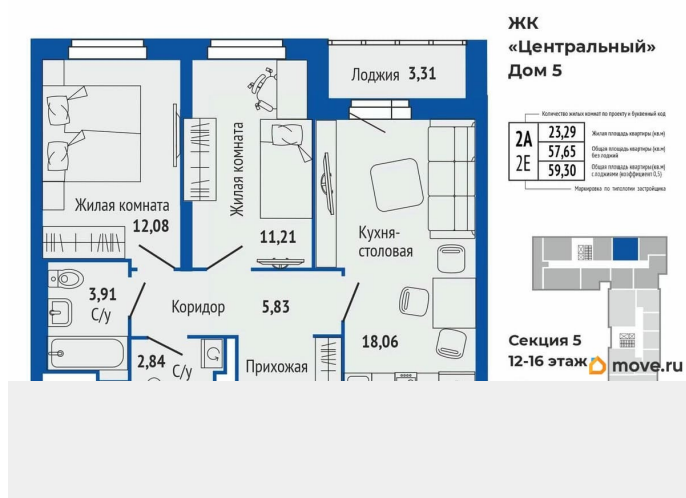 ЖК
«Центральный»
Дом 5
Лоджия 3,31
Количество жилых комнат по проекту и буквенный код
2А 23,29 Жилая площадь квартиры (кв.м)
2Е 57,65 Общая площадь квартиры (кв.м) без лоджий
59,30 Общая площадь квартиры (кв.м) с лоджиями (коэффициент 0,5)
Маркировка по типологии застройщика
Жилая комната
12,08
Жилая комната
11,21
Кухня-
столовая
3,91
С/у
Коридор 5,83
18,06
2,84 С/у
Прихожая
Секция 5
12-16 этаж
move.ru